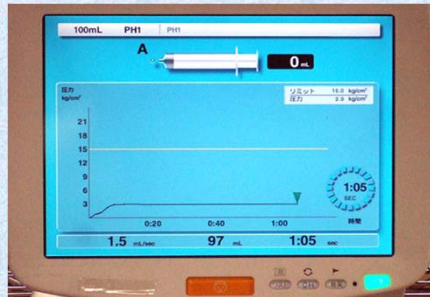 100mL PH1 PH1
A
0 mL
圧力
kg/cm²
リミット 15.0 kg/cm²
圧力 2.9 kg/cm²
21
18
15
9
6
3
1:05
SEC
0:20 0:40 1:00 時間
1.5 mL/sec 97 mL 1:05 sec